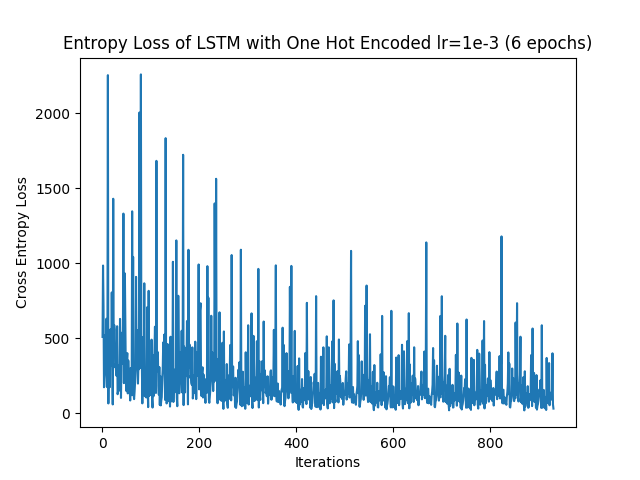 Entropy Loss of LSTM with One Hot Encoded lr=1e-3 (6 epochs)
2000
1500
1000
500
0
Cross Entropy Loss
0 200 400 600 800
Iterations